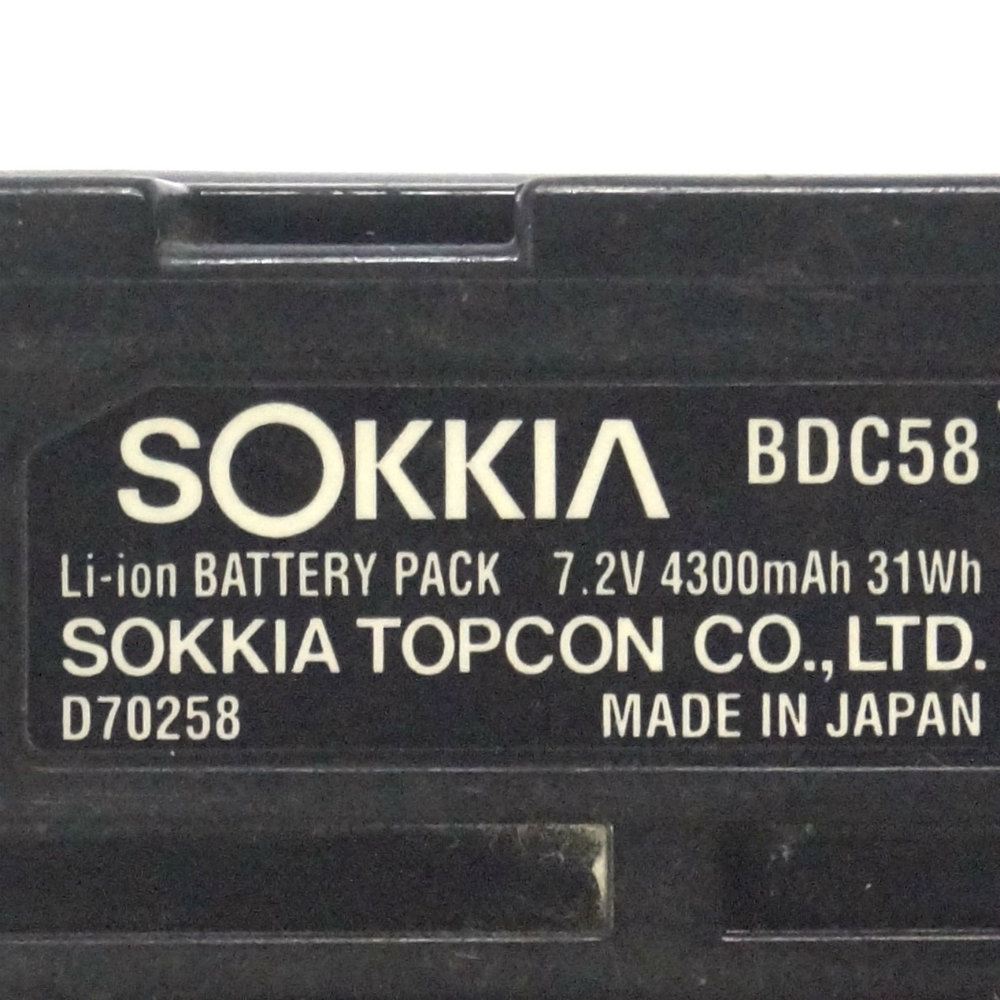 SOKKIA BDC58
Li-ion BATTERY PACK 7.2V 4300mAh 31Wh
SOKKIA TOPCON CO., LTD.
D70258 MADE IN JAPAN